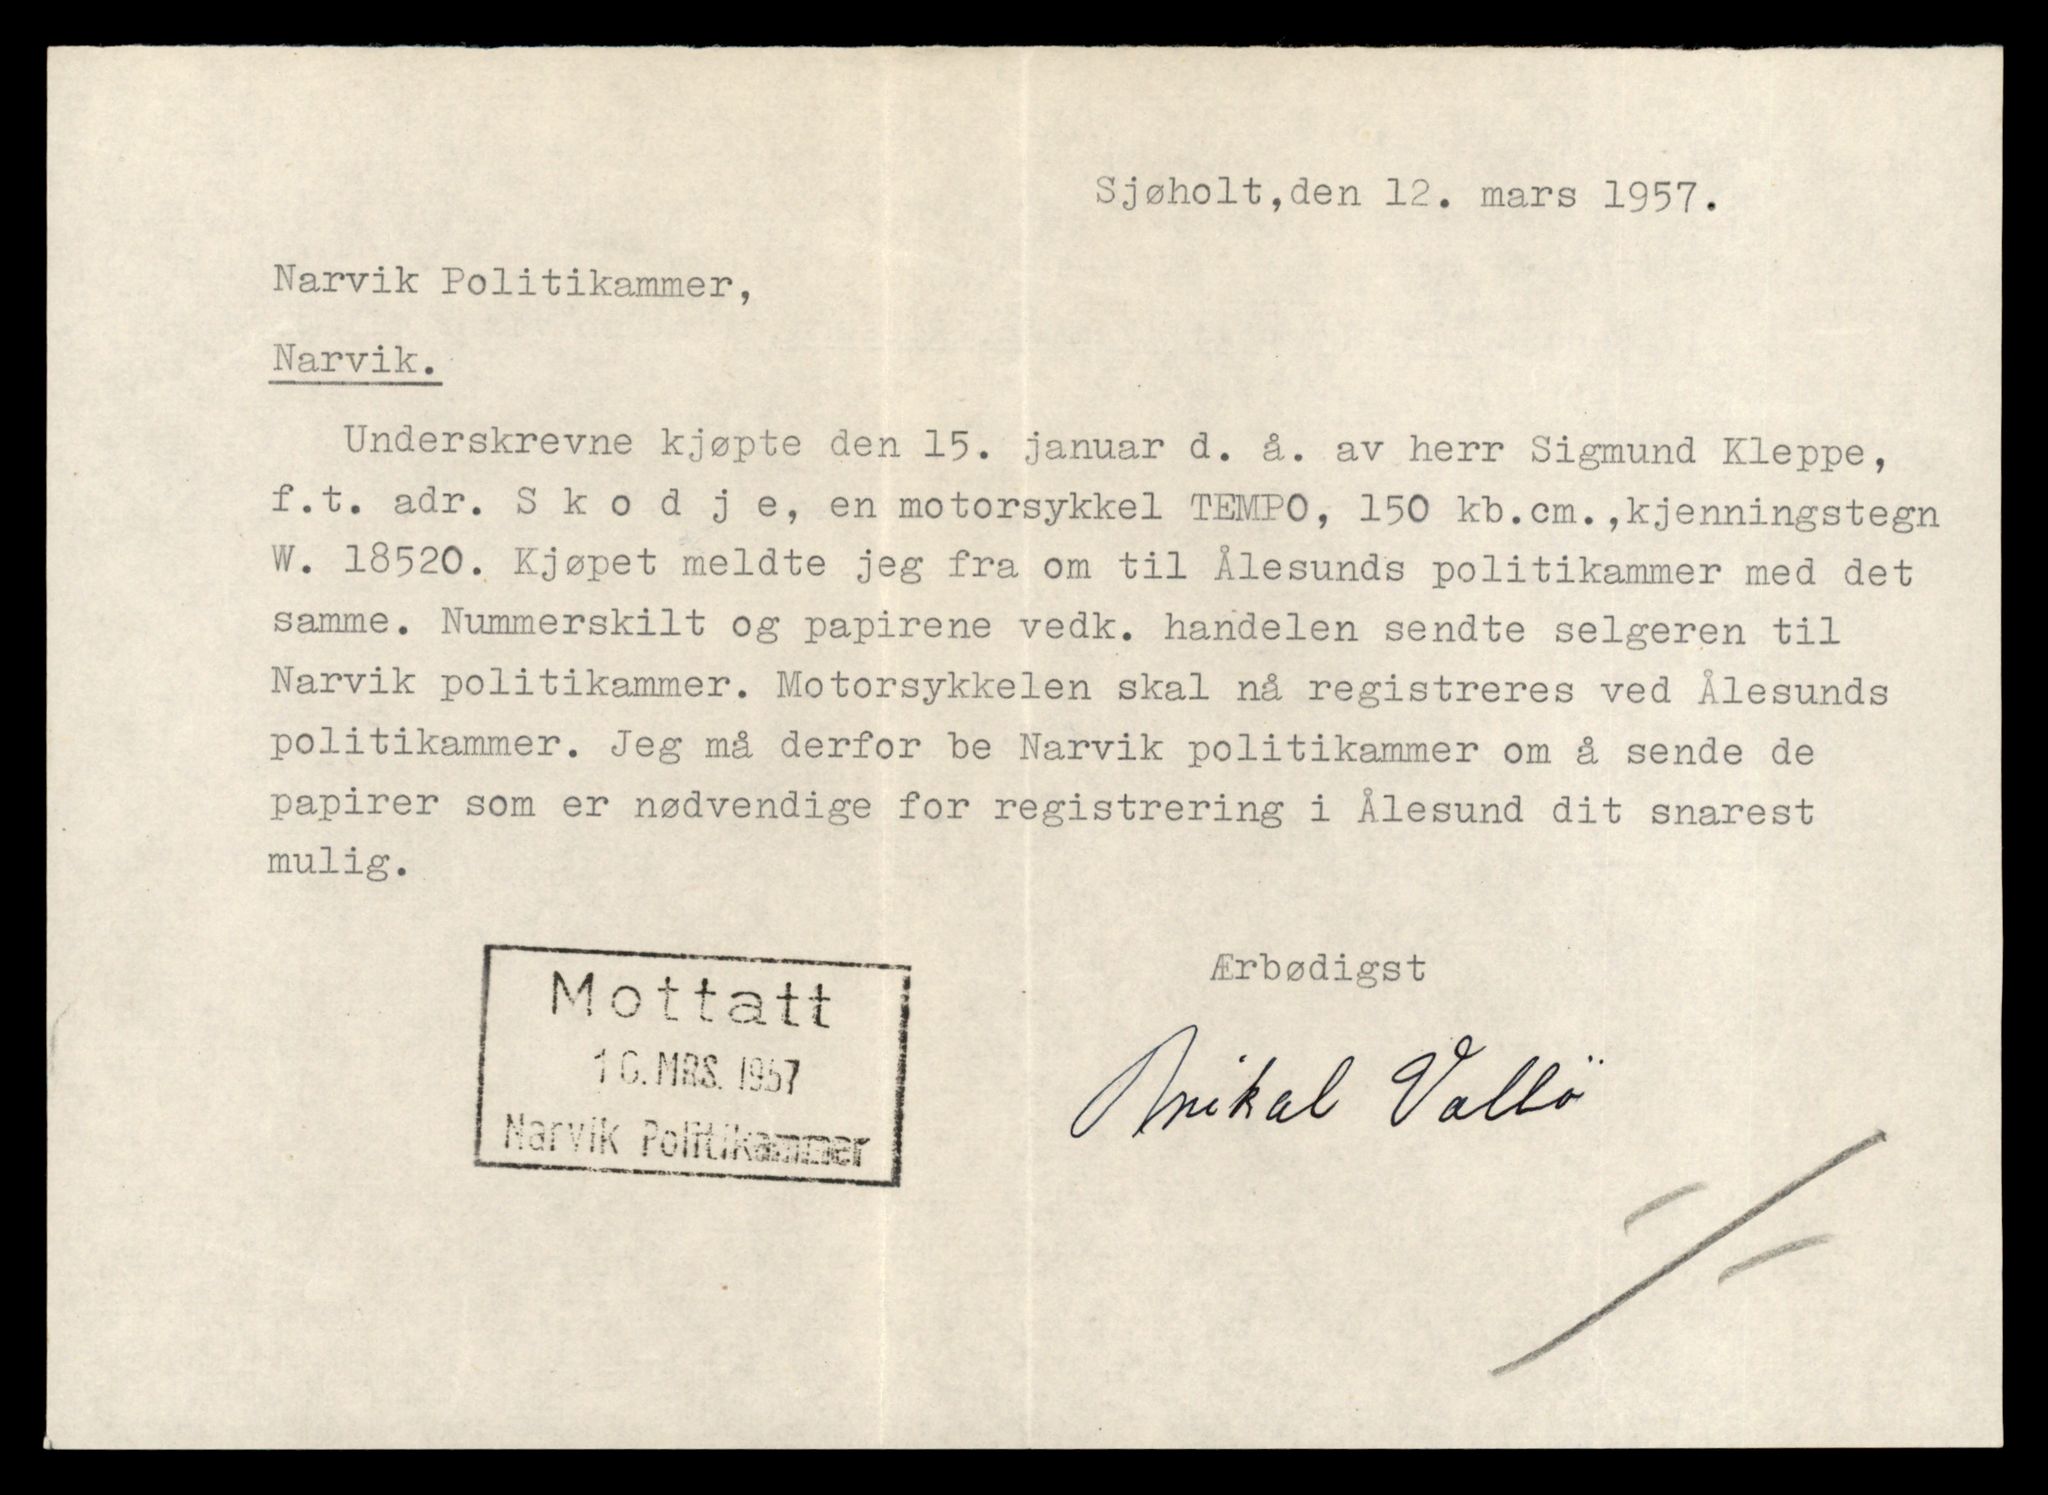 Sjøholt,den 12. mars 1957.
Narvik Politikammer,
Narvik.
Underskrevne kjøpte den 15. januar d. å. av herr Sigmund Kleppe,
f.t. adr. S k o d j e, en motorsykkel TEMPO, 150 kb.cm.,kjenningstegn
W. 18520. Kjøpet meldte jeg fra om til Ålesunds politikammer med det
samme. Nummerskilt og papirene vedk. handelen sendte selgeren til
Narvik politikammer. Motorsykkelen skal nå registreres ved Ålesunds
politikammer. Jeg må derfor be Narvik politikammer om å sende de
papirer som er nødvendige for registrering i Ålesund dit snarest
mulig.
Ærbødigst
Mikal Vallö
Mottatt
16.MRS.1957
Narvik Politikammer